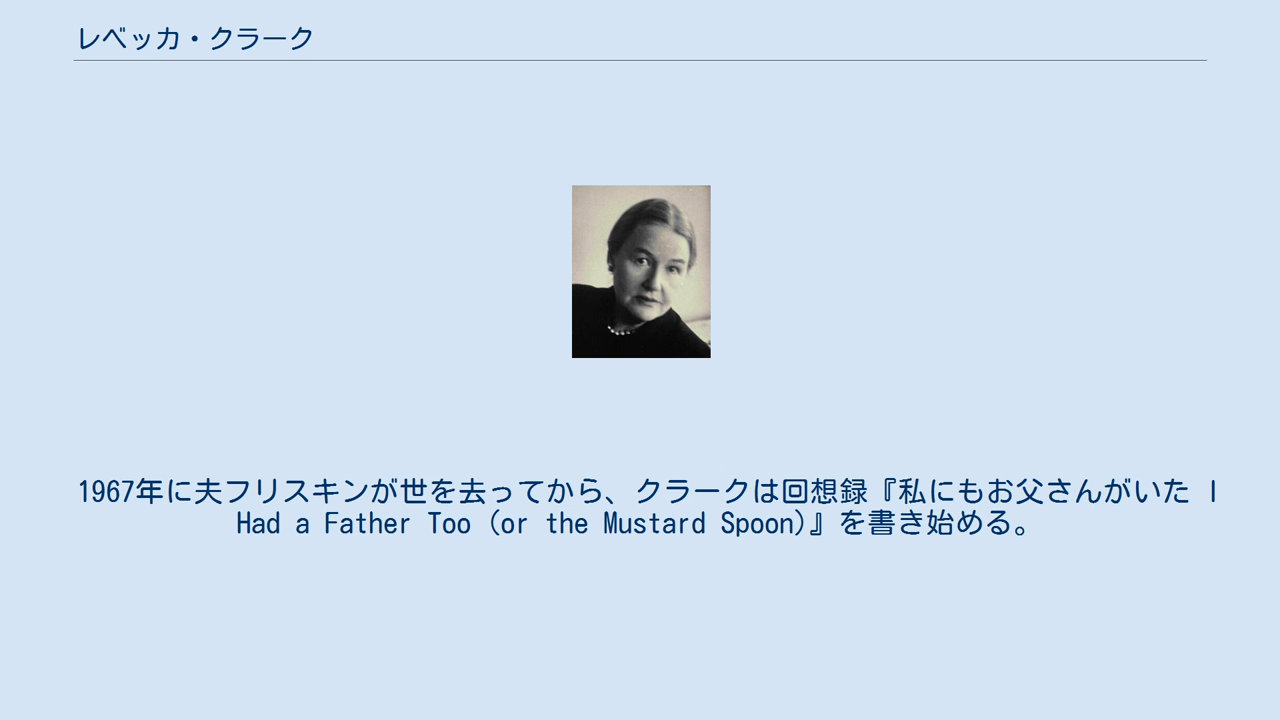 レベッカ・クラーク
1967年に夫フリスキンが世を去ってから、クラークは回想録『私にもお父さんがいた I
Had a Father Too (or the Mustard Spoon)』を書き始める。